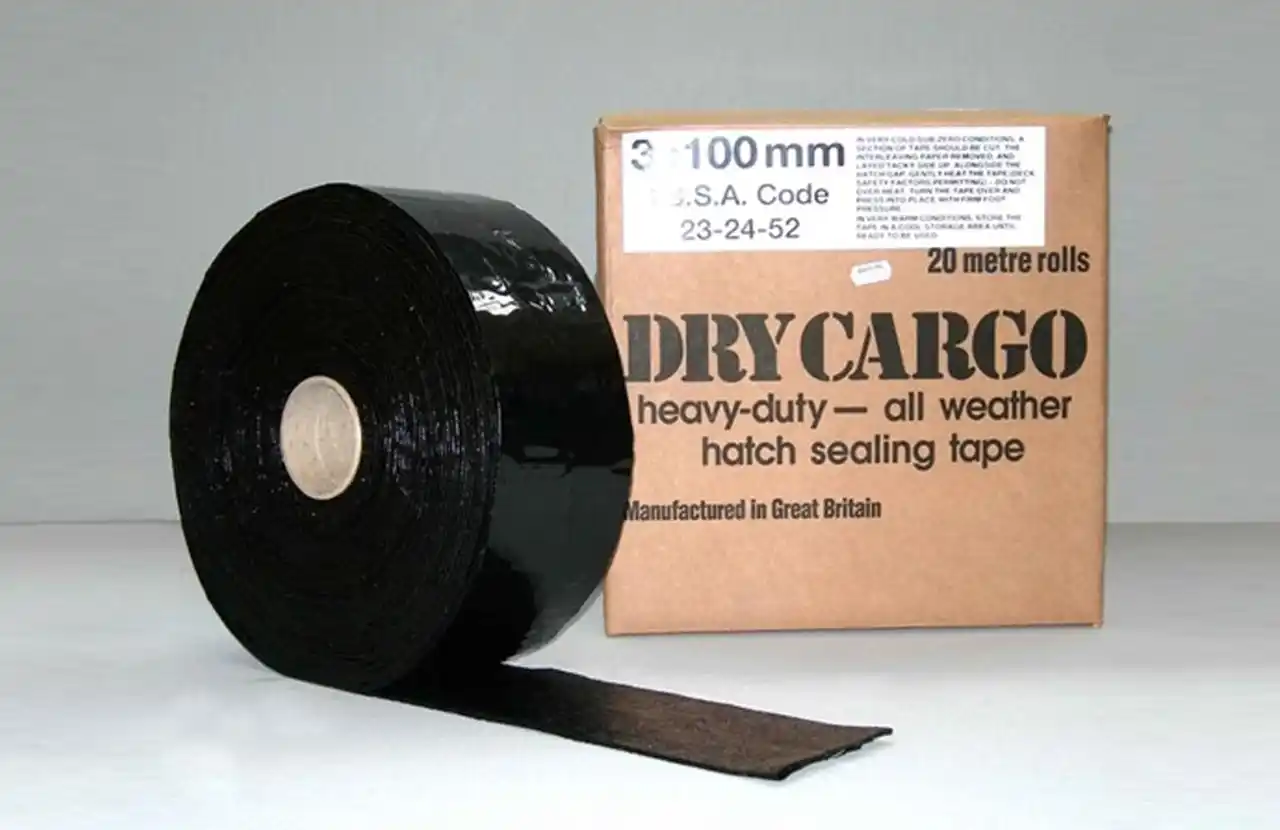 3 100mm
.S.A. Code
23-24-52
IN VERY COLD SUB-ZERO CONDITIONS, A
SECTION OF TAPE SHOULD BE CUT, THE
INTERLEAVING PAPER REMOVED, AND
LAYED TACKY SIDE UP, ALONGSIDE THE
HATCH GAP. GENTLY HEAT THE TAPE (DECK
SAFETY FACTORS PERMITTING) - DO NOT
OVER HEAT. TURN THE TAPE OVER AND
PRESS INTO PLACE WITH FIRM FOOT
PRESSURE.
IN VERY WARM CONDITIONS, STORE THE
TAPE IN A COOL STORAGE AREA UNTIL
READY TO BE USED.
20 metre rolls
DRY CARGO
heavy-duty — all weather
hatch sealing tape
Manufactured in Great Britain